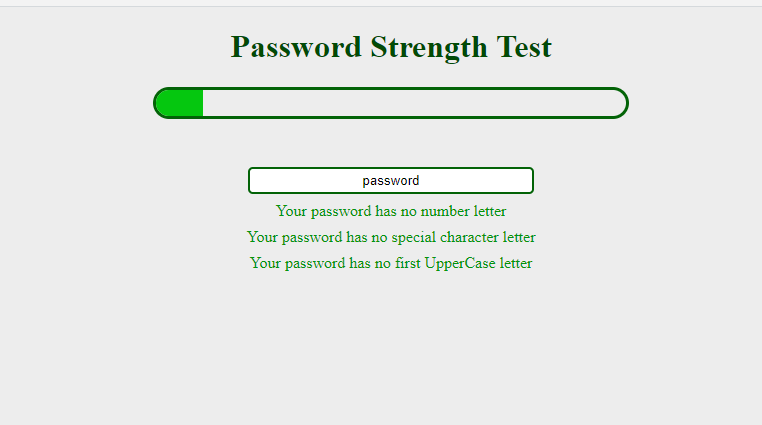 Password Strength Test
password
Your password has no number letter
Your password has no special character letter
Your password has no first UpperCase letter